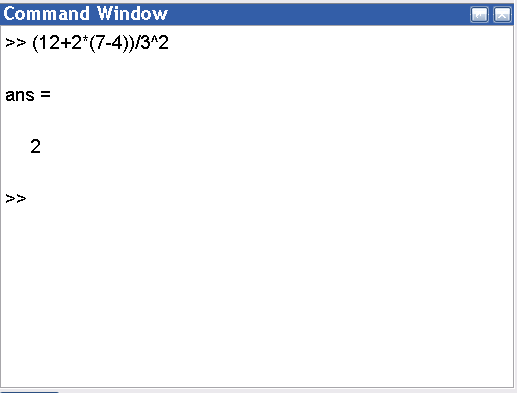 Command Window
>> (12+2*(7-4))/3^2
ans =
2
>>